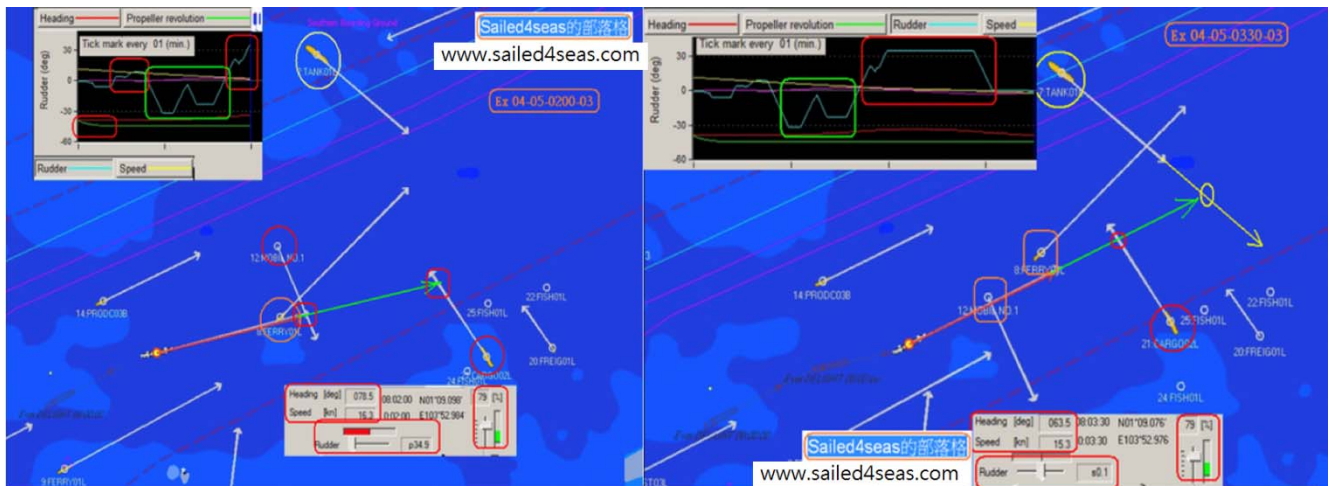 Heading
Propeller revolution
Tick mark every 01 (min.)
Rudder (deg)
30
0
-30
-60
Rudder
Speed
Sailed4seas的部落格
www.sailed4seas.com
7:TANK01L
Ex 04-05-0200-03
12:MOBIL NO.1
14:PRODC03B
8:FERRY01L
22:FISH01L
25:FISH01L
20:FREIG01L
24:FISH01L
9:FERRY01L
Heading [deg] 078.5 08:02:00 N01°09.098'
Speed [kn] 15.3 0:02:00 E103°52.984'
79 [%]
Rudder p34.9
Heading
Propeller revolution
Rudder
Speed
Tick mark every 01 (min.)
Rudder (deg)
30
0
-30
-60
Ex 04-05-0330-03
7:TANK01L
8:FERRY01L
14:PRODC03B
12:MOBIL NO.1
22:FISH01L
25:FISH01L
21:CARGO02L
20:FREIG01L
24:FISH01L
Heading [deg] 063.5 08:03:30 N01°09.076'
Speed [kn] 15.3 0:03:30 E103°52.976'
79 [%]
Rudder s0.1
Sailed4seas的部落格
www.sailed4seas.com